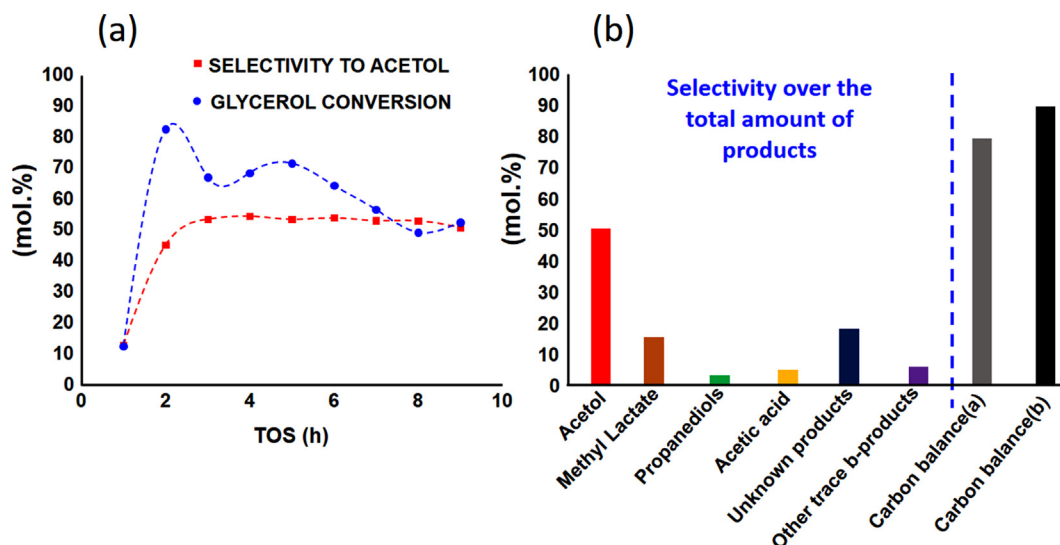 (a)
(mol.%)
100
90
80
70
60
50
40
30
20
10
0
SELECTIVITY TO ACETOL
GLYCEROL CONVERSION
0 2 4 6 8 10
TOS (h)
(b)
(mol.%)
100
90
80
70
60
50
40
30
20
10
0
Selectivity over the
total amount of
products
Acetol
Methyl Lactate
Propanediols
Acetic acid
Unknown products
Other trace b-products
Carbon balance(a)
Carbon balance(b)